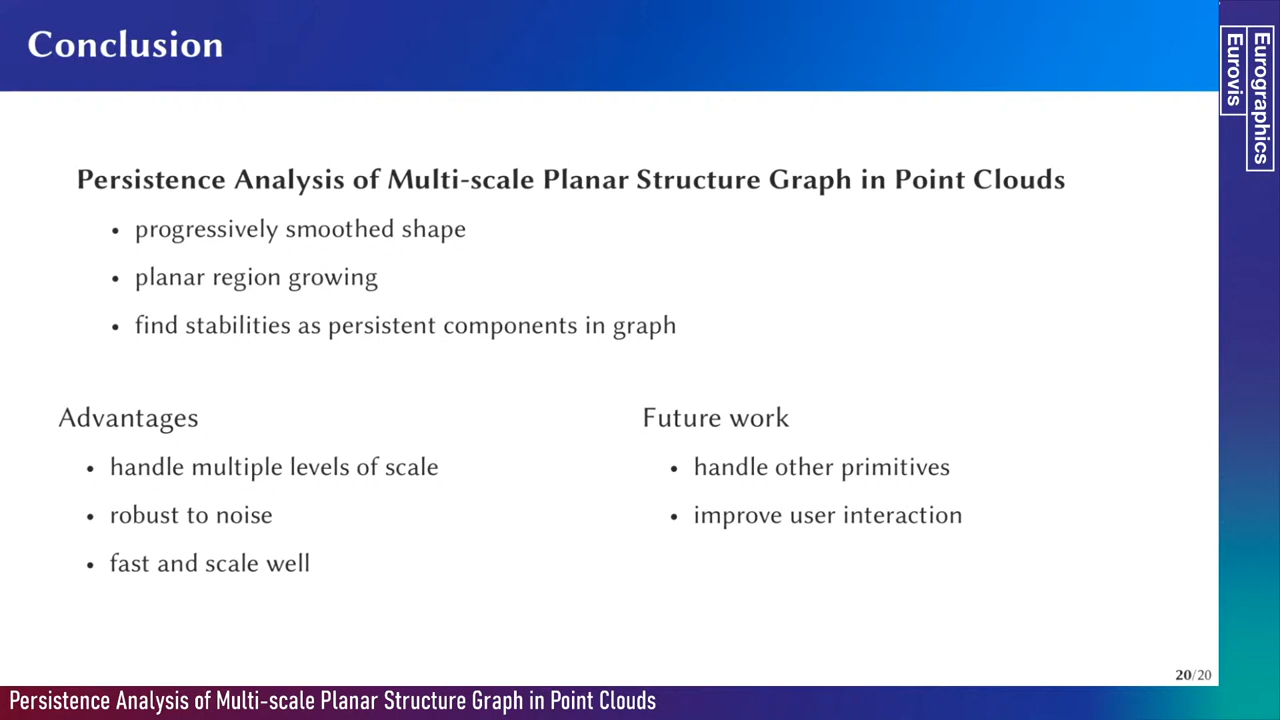 Conclusion
Eurographics
Eurovis
Persistence Analysis of Multi-scale Planar Structure Graph in Point Clouds
• progressively smoothed shape
• planar region growing
• find stabilities as persistent components in graph
Advantages
• handle multiple levels of scale
• robust to noise
• fast and scale well
Future work
• handle other primitives
• improve user interaction
20/20
Persistence Analysis of Multi-scale Planar Structure Graph in Point Clouds